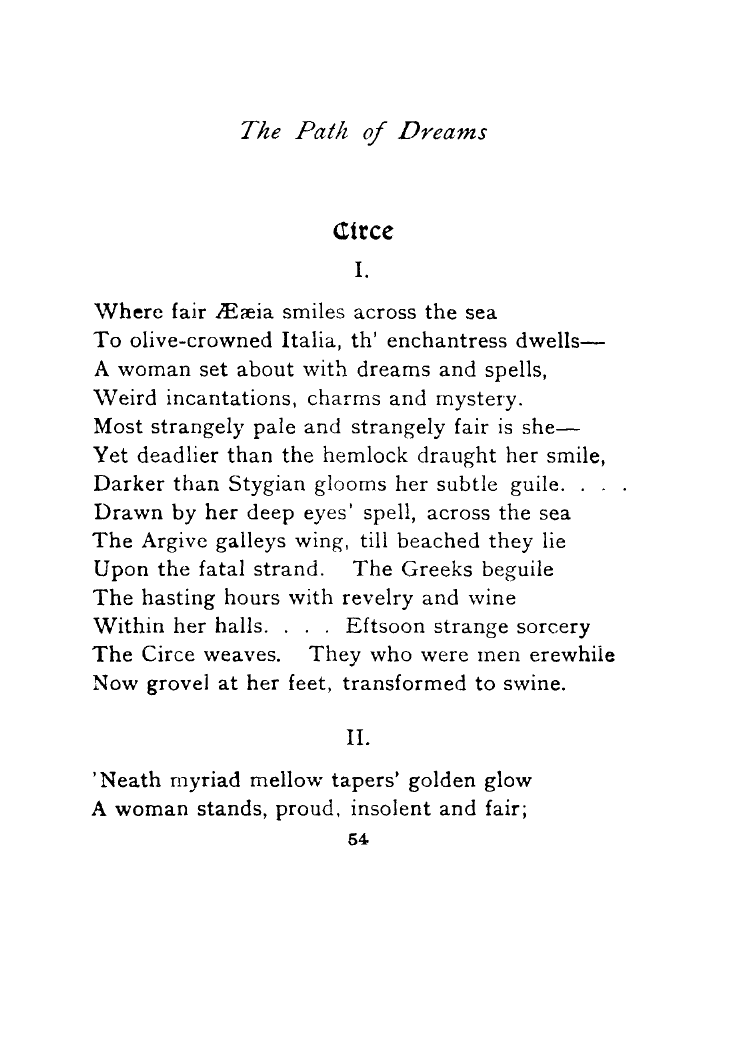 The Path of Dreams
Circe
I.
Where fair Ææia smiles across the sea
To olive-crowned Italia, th' enchantress dwells—
A woman set about with dreams and spells,
Weird incantations, charms and mystery.
Most strangely pale and strangely fair is she—
Yet deadlier than the hemlock draught her smile,
Darker than Stygian glooms her subtle guile. . . .
Drawn by her deep eyes' spell, across the sea
The Argive galleys wing, till beached they lie
Upon the fatal strand. The Greeks beguile
The hasting hours with revelry and wine
Within her halls. . . . Eftsoon strange sorcery
The Circe weaves. They who were men erewhile
Now grovel at her feet, transformed to swine.
II.
'Neath myriad mellow tapers' golden glow
A woman stands, proud, insolent and fair;
54